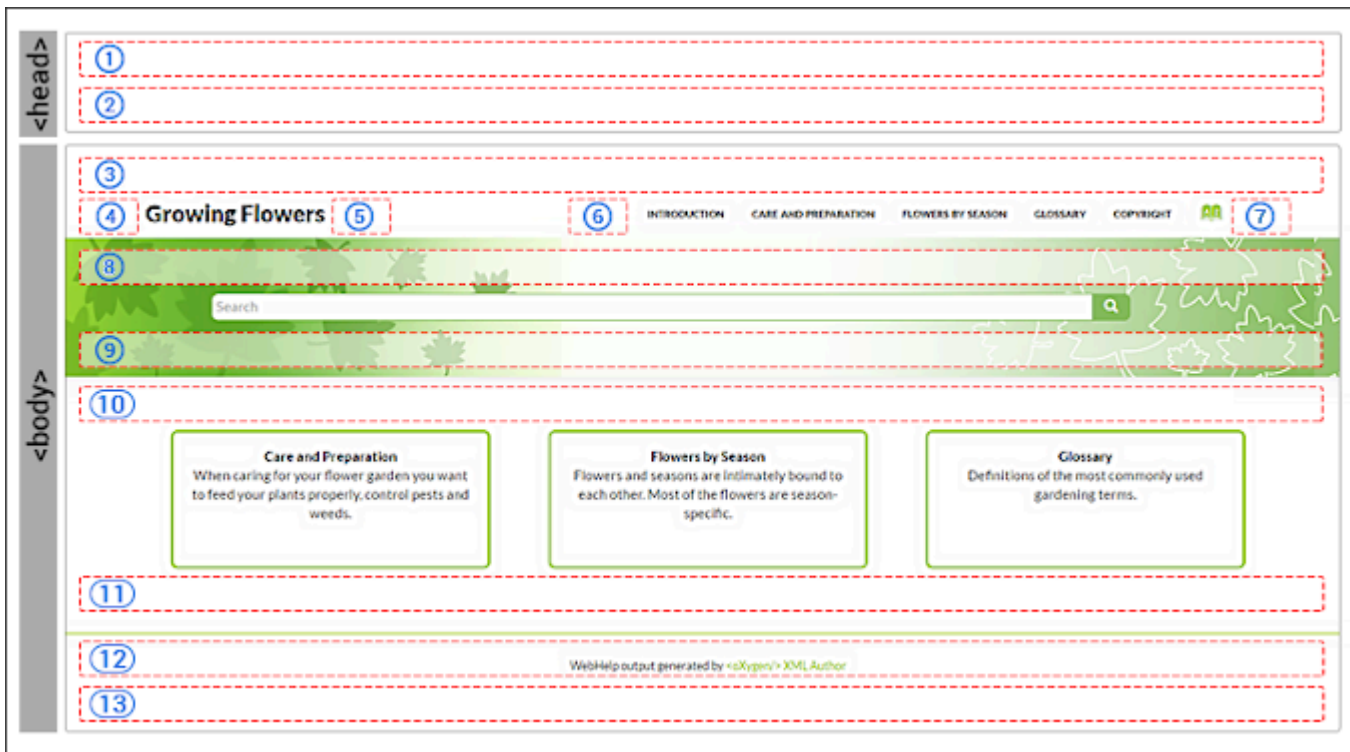 <head>
1
2
<body>
3
4 Growing Flowers 5 6 INTRODUCTION CARE AND PREPARATION FLOWERS BY SEASON GLOSSARY COPYRIGHT 7
8
Search
9
10
Care and Preparation
When caring for your flower garden you want
to feed your plants properly, control pests and
weeds.
Flowers by Season
Flowers and seasons are intimately bound to
each other. Most of the flowers are season-
specific.
Glossary
Definitions of the most commonly used
gardening terms.
11
12
WebHelp output generated by <oXygen/> XML Author
13